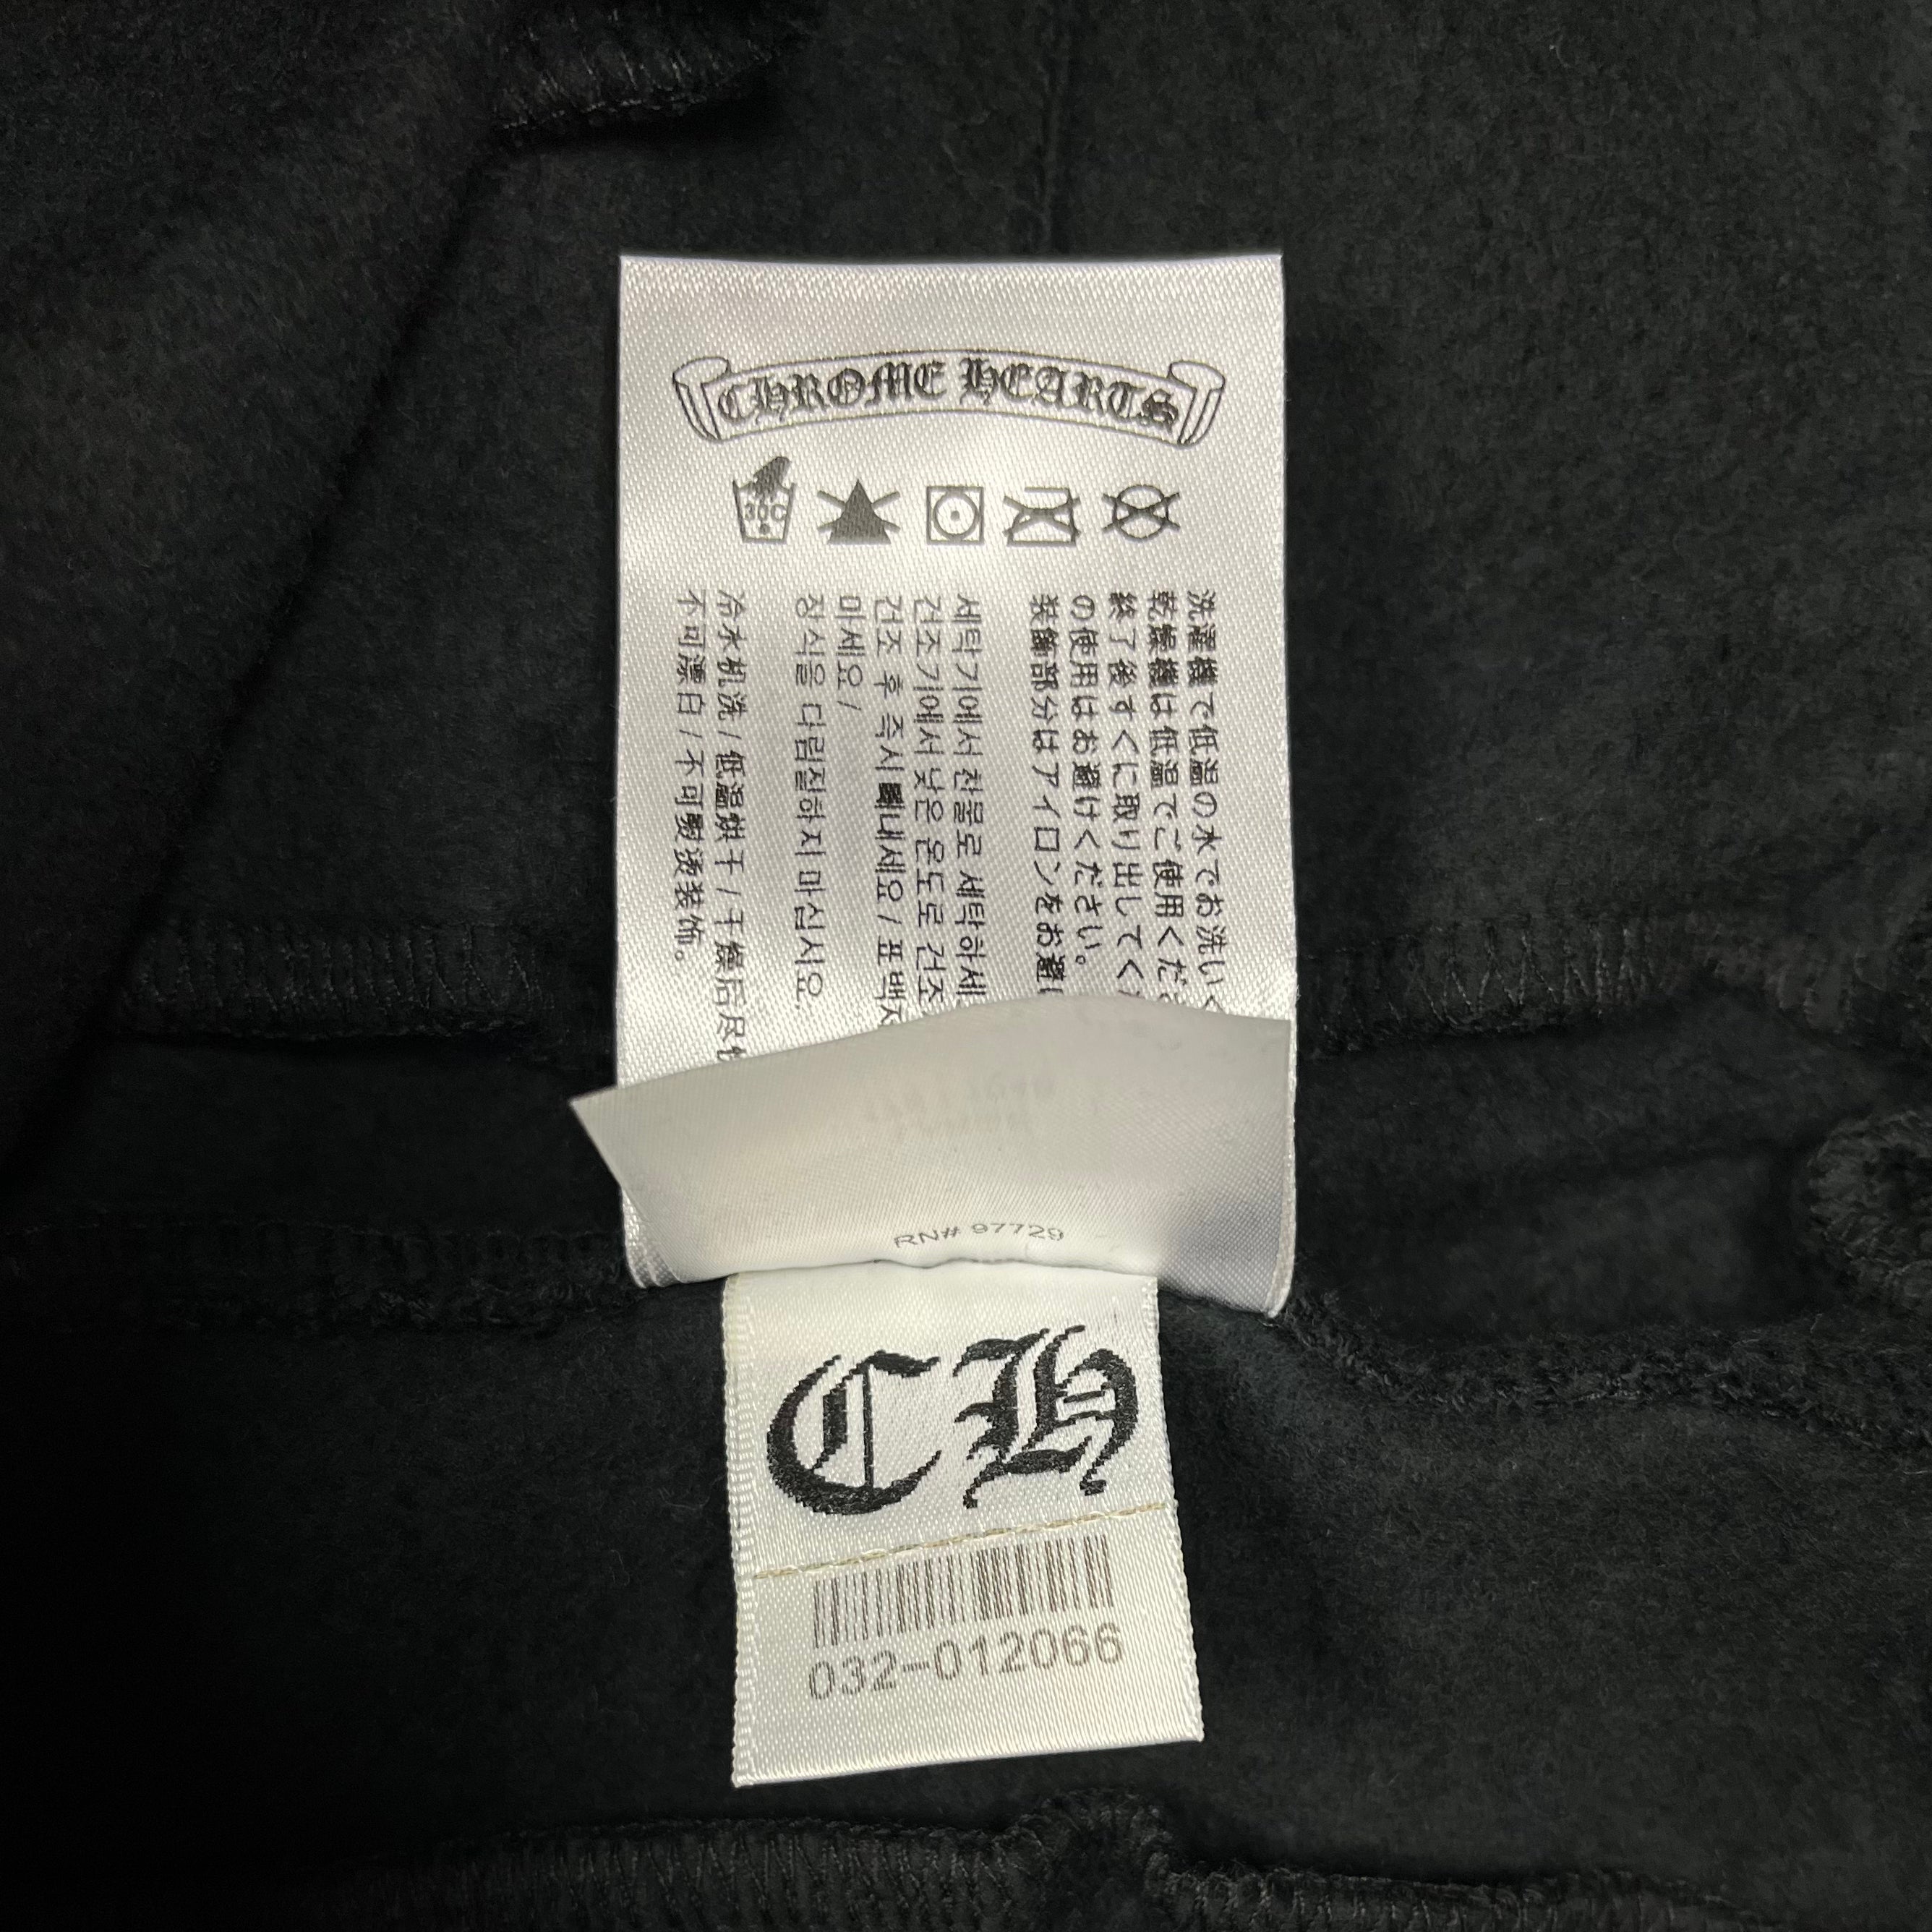 CHROME HEARTS
30C
洗濯機で低温の水でお洗い
乾燥機は低温でご使用くださ
終了後すぐに取り出してくだ
の使用はお避けください。
装飾部分はアイロンをお避け
세탁기에서 찬물로 세탁하세
건조기에서 낮은 온도로 건조
건조 후 즉시 빼내세요 / 표백
마세요 /
장식을 다림질하지 마십시요.
冷水机洗 / 低温烘干 / 干燥后尽
不可漂白 / 不可熨烫装饰。
RN# 97729
CH
032-012066